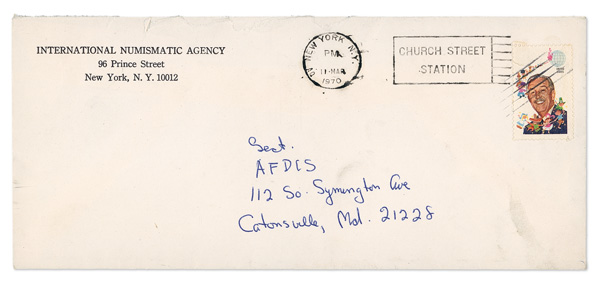 INTERNATIONAL NUMISMATIC AGENCY
96 Prince Street
New York, N. Y. 10012
NEW YORK, N.Y.
PM
11-MAR
1970
CHURCH STREET
STATION
Sect.
AFDCS
112 So. Symington Ave
Catonsville, Md. 21228